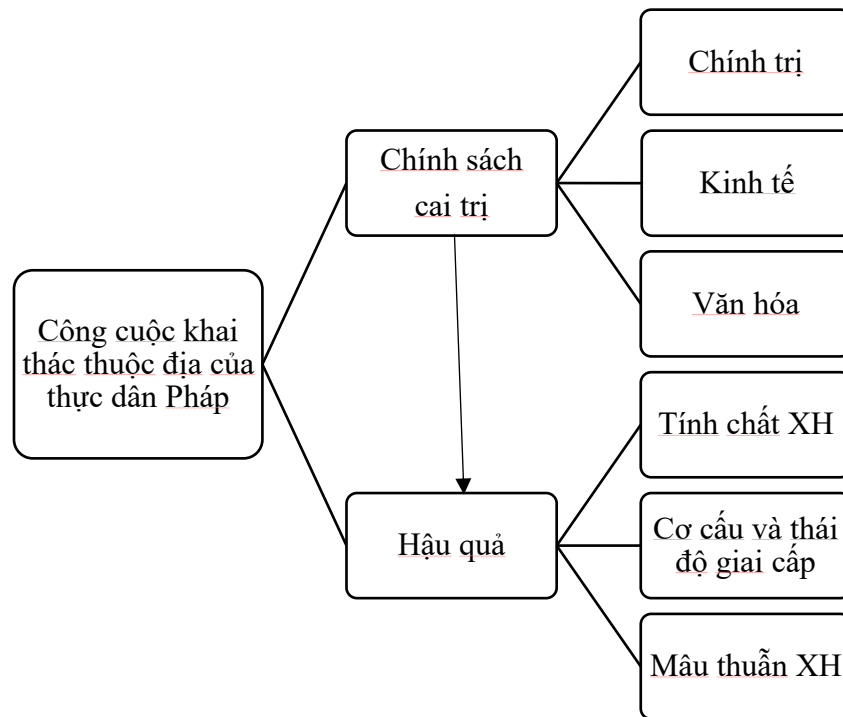 Công cuộc khai
thác thuộc địa của
thực dân Pháp
Chính sách
cai trị
Chính trị
Kinh tế
Văn hóa
Hậu quả
Tính chất XH
Cơ cấu và thái
độ giai cấp
Mâu thuẫn XH